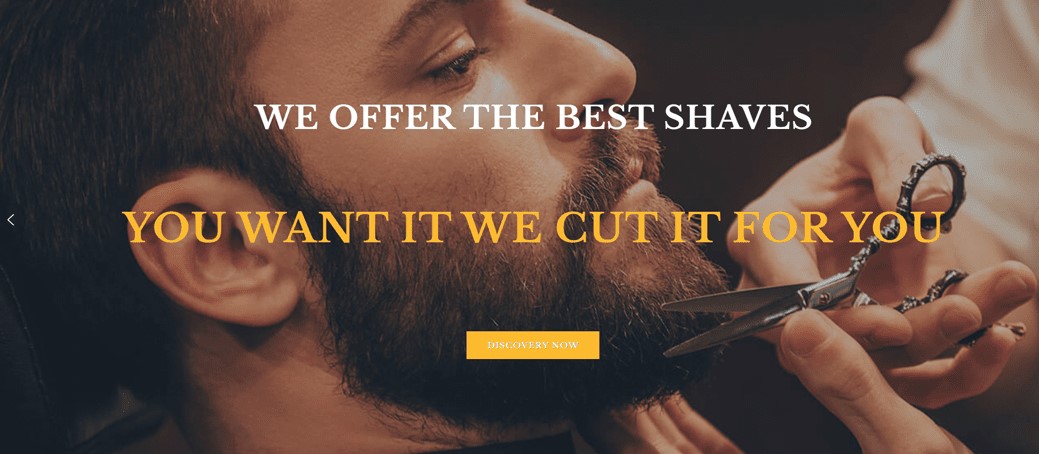 WE OFFER THE BEST SHAVES
YOU WANT IT WE CUT IT FOR YOU
DISCOVERY NOW